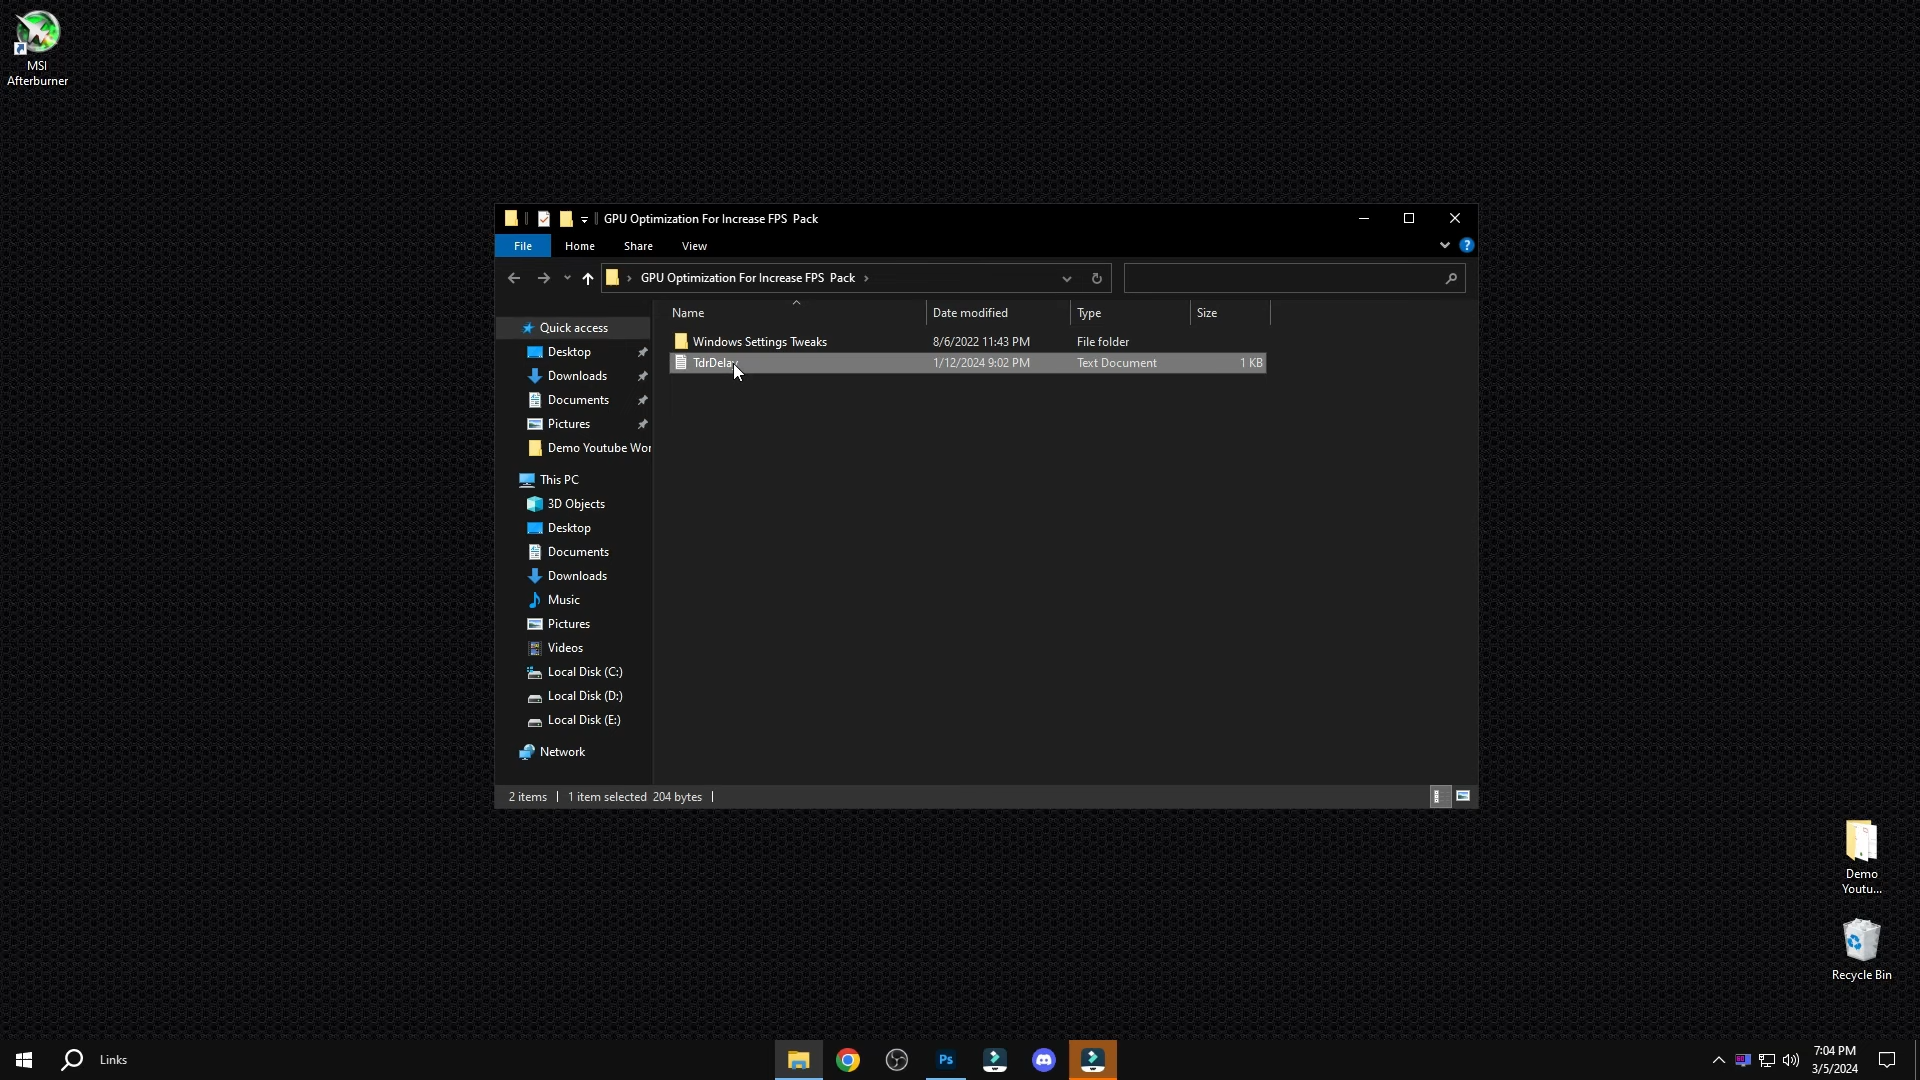 MSI
Afterburner
GPU Optimization For Increase FPS  Pack
File
Home
Share
View
?
GPU Optimization For Increase FPS  Pack
Name
Date modified
Type
Size
Windows Settings Tweaks
8/6/2022 11:43 PM
File folder
TdrDelay
1/12/2024 9:02 PM
Text Document
1 KB
Quick access
Desktop
Downloads
Documents
Pictures
Demo Youtube Wor
This PC
3D Objects
Desktop
Documents
Downloads
Music
Pictures
Videos
Local Disk (C:)
Local Disk (D:)
Local Disk (E:)
Network
2 items
1 item selected  204 bytes
Demo
Youtu...
Recycle Bin
Links
Ps
7:04 PM
3/5/2024